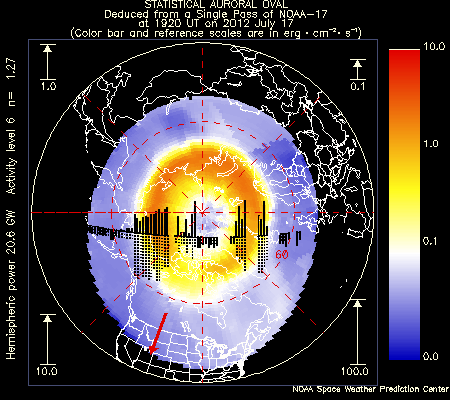 STATISTICAL AURORAL OVAL
Deduced from a Single Pass of NOAA-17
at 1920 UT on 2012 July 17
(Color bar and reference scales are in erg · cm⁻² · s⁻¹)
1.0
0.1
10.0
1.0
0.1
0.0
60
10.0
100.0
Hemispheric power 20.6 GW Activity level 6 n= 1.27
NOAA Space Weather Prediction Center